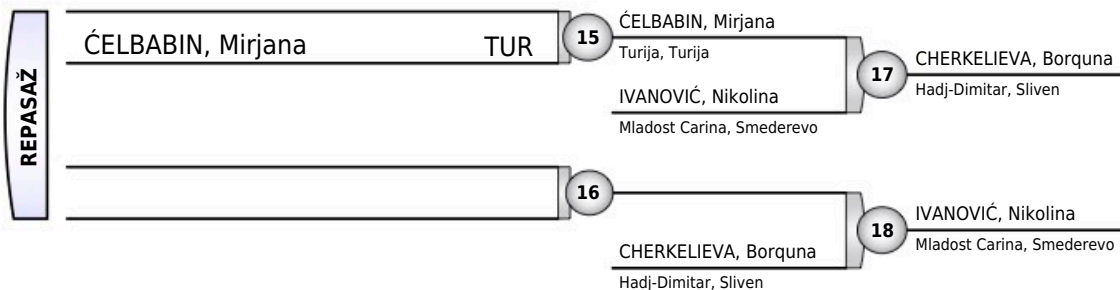 REPASAŽ
ĆELBABIN, Mirjana TUR
15
ĆELBABIN, Mirjana
Turija, Turija
IVANOVIĆ, Nikolina
Mladost Carina, Smederevo
17
CHERKELIEVA, Borquna
Hadj-Dimitar, Sliven
16
CHERKELIEVA, Borquna
Hadj-Dimitar, Sliven
18
IVANOVIĆ, Nikolina
Mladost Carina, Smederevo